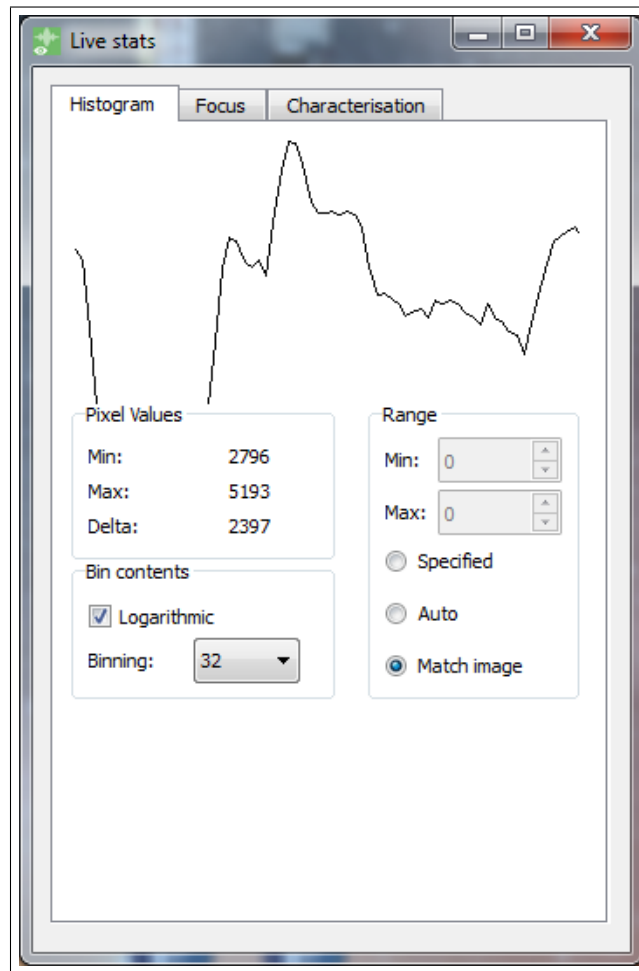 Live stats
Histogram Focus Characterisation
Pixel Values
Min: 2796
Max: 5193
Delta: 2397
Bin contents
Logarithmic
Binning: 32
Range
Min: 0
Max: 0
Specified
Auto
Match image